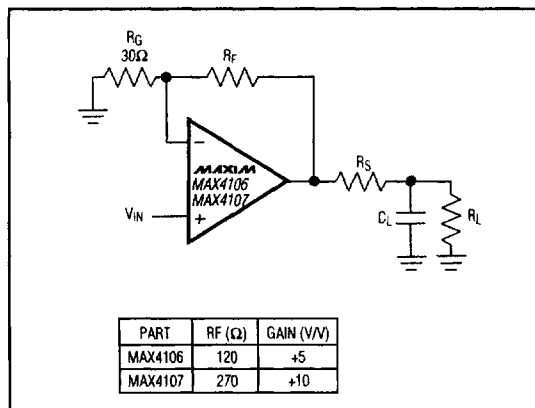 RG
30Ω
RF
−
MAXIM
MAX4106
MAX4107
VIN
+
RS
CL
RL
PART RF (Ω) GAIN (V/V)
MAX4106 120 +5
MAX4107 270 +10